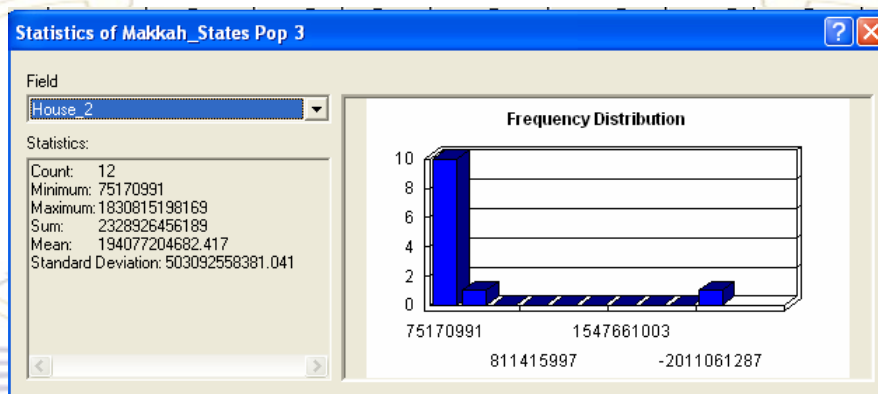 Statistics of Makkah_States Pop 3
Field
House_2
Statistics:
Count: 12
Minimum: 75170991
Maximum: 1830815198169
Sum: 2328926456189
Mean: 194077204682.417
Standard Deviation: 503092558381.041
Frequency Distribution
10
8
6
4
2
0
75170991 1547661003
811415997 -2011061287